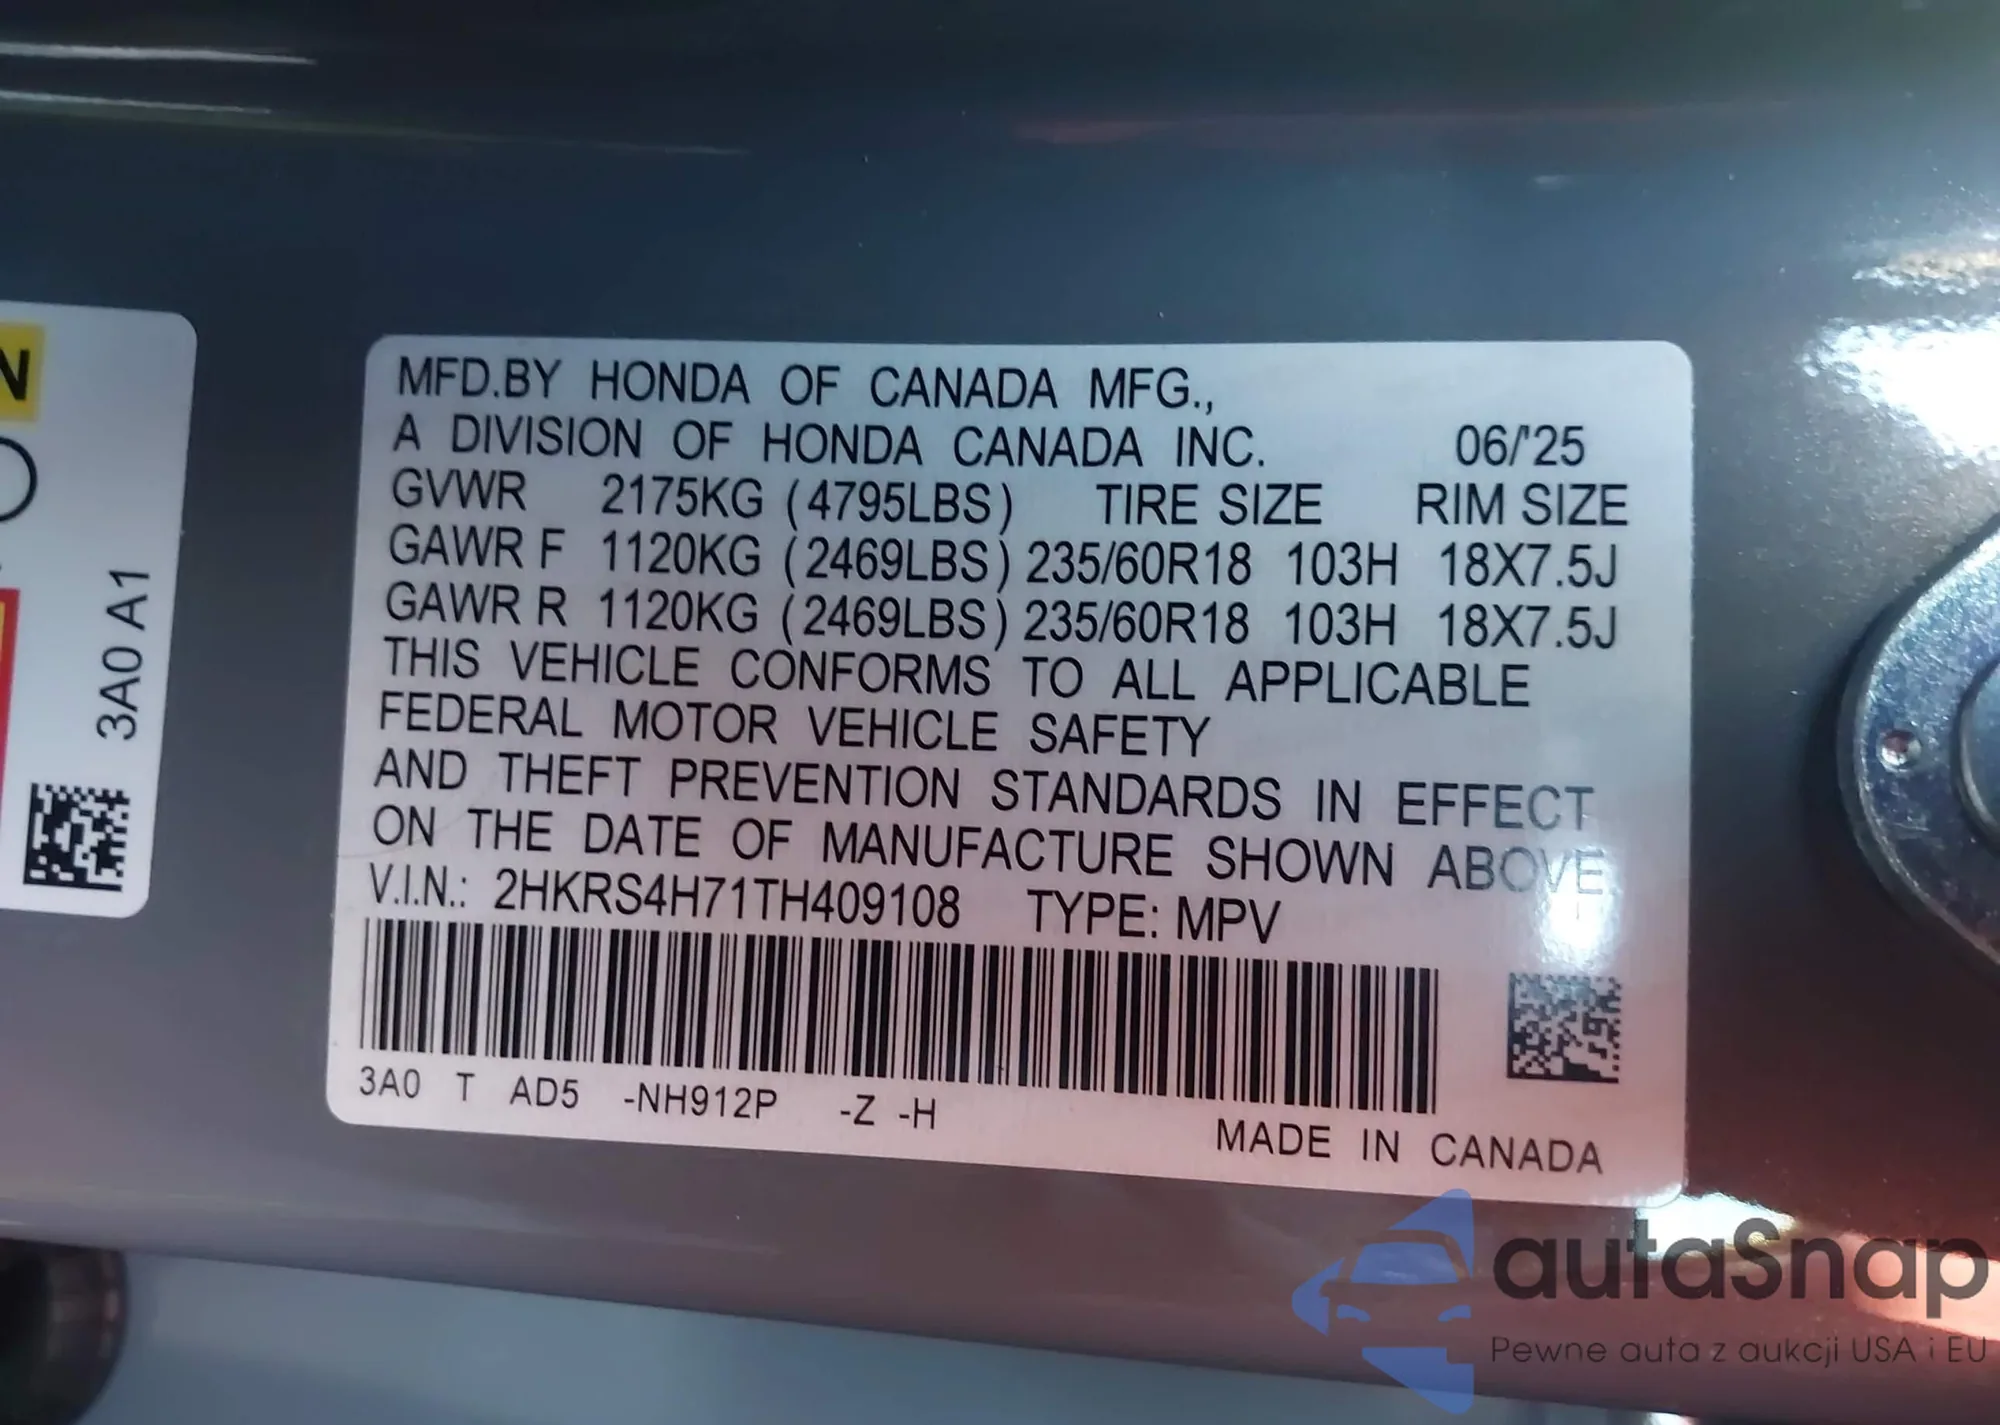 N
3A0 A1
MFD.BY HONDA OF CANADA MFG.,
A DIVISION OF HONDA CANADA INC. 06/'25
GVWR 2175KG (4795LBS) TIRE SIZE RIM SIZE
GAWR F 1120KG (2469LBS) 235/60R18 103H 18X7.5J
GAWR R 1120KG (2469LBS) 235/60R18 103H 18X7.5J
THIS VEHICLE CONFORMS TO ALL APPLICABLE
FEDERAL MOTOR VEHICLE SAFETY
AND THEFT PREVENTION STANDARDS IN EFFECT
ON THE DATE OF MANUFACTURE SHOWN ABOVE.
V.I.N.: 2HKRS4H71TH409108 TYPE: MPV
3A0 T AD5 -NH912P -Z -H
MADE IN CANADA
autaSnap
Pewne auta z aukcji USA i EU